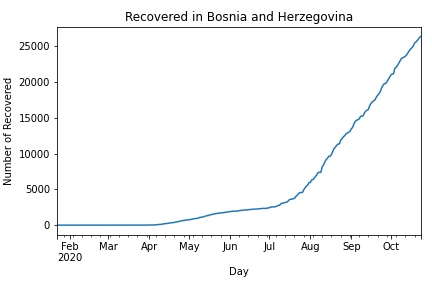 Recovered in Bosnia and Herzegovina
Number of Recovered
25000
20000
15000
10000
5000
0
Feb Mar Apr May Jun Jul Aug Sep Oct
2020
Day